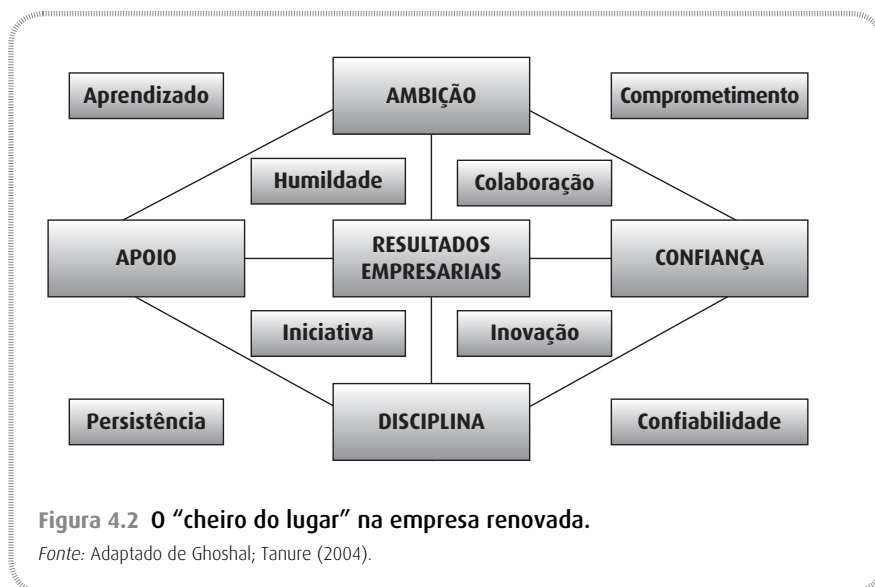 Aprendizado
AMBIÇÃO
Comprometimento
Humildade
Colaboração
APOIO
RESULTADOS
EMPRESARIAIS
CONFIANÇA
Iniciativa
Inovação
Persistência
DISCIPLINA
Confiabilidade
Figura 4.2 O “cheiro do lugar” na empresa renovada.
Fonte: Adaptado de Ghoshal; Tanure (2004).